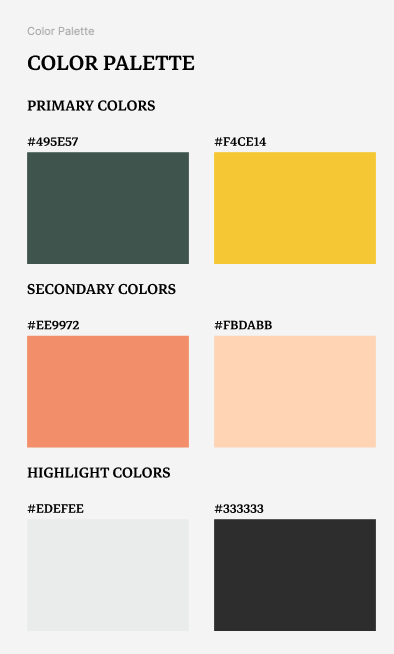 Color Palette
COLOR PALETTE
PRIMARY COLORS
#495E57 #F4CE14
SECONDARY COLORS
#EE9972 #FBDABB
HIGHLIGHT COLORS
#EDEFEE #333333